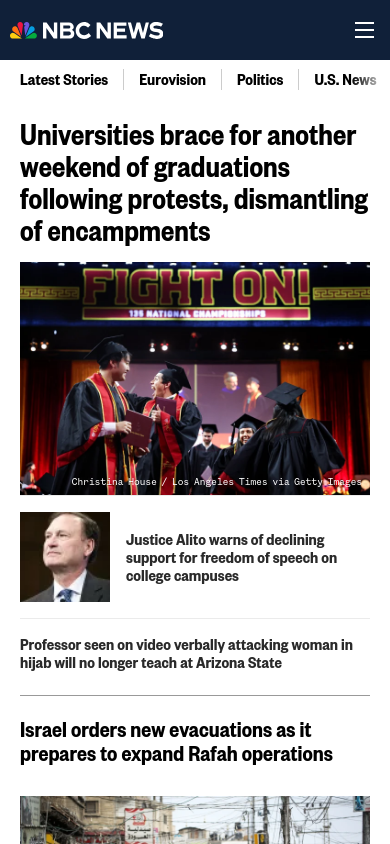 NBC NEWS
Latest Stories
Eurovision
Politics
U.S. News
Universities brace for another
weekend of graduations
following protests, dismantling
of encampments
FIGHT ON!
125 NATIONAL CHAMPIONSHIPS
Christina House / Los Angeles Times via Getty Images
Justice Alito warns of declining
support for freedom of speech on
college campuses
Professor seen on video verbally attacking woman in
hijab will no longer teach at Arizona State
Israel orders new evacuations as it
prepares to expand Rafah operations